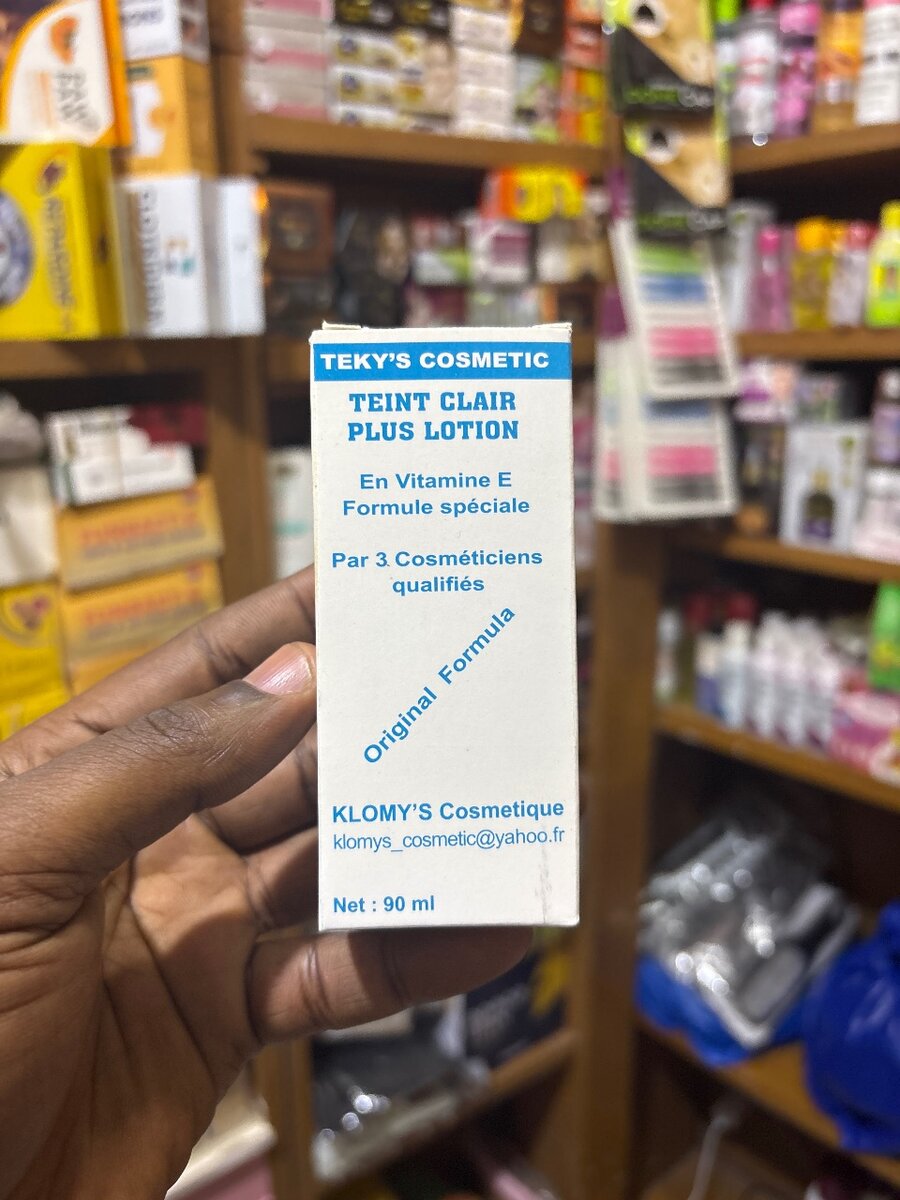 TEKY'S COSMETIC
TEINT CLAIR
PLUS LOTION
En Vitamine E
Formule spéciale
Par 3 Cosméticiens
qualifiés
Original Formula
KLOMY'S Cosmetique
klomys_cosmetic@yahoo.fr
Net : 90 ml